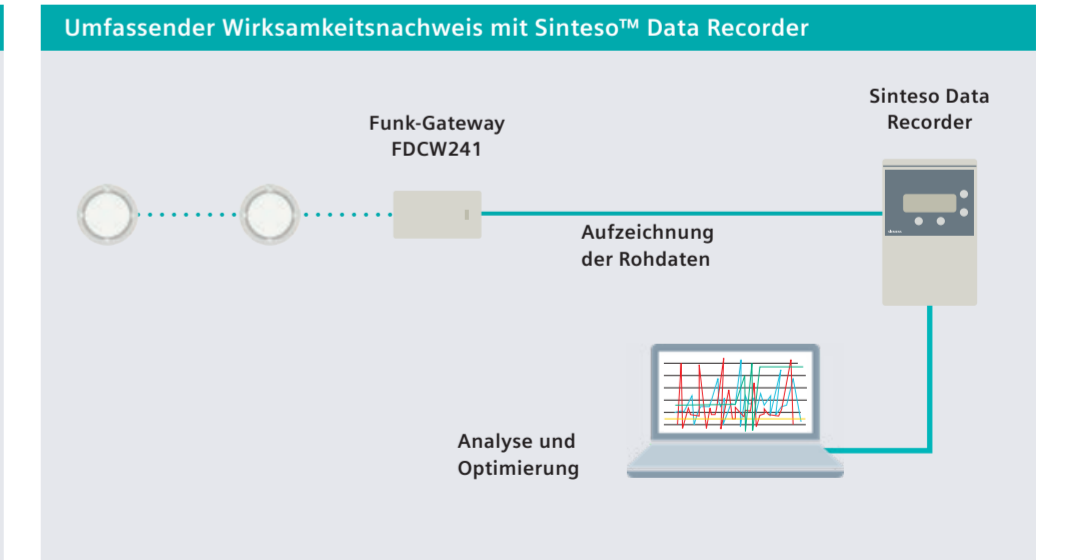 Umfassender Wirksamkeitsnachweis mit Sinteso™ Data Recorder
Sinteso Data
Recorder
Funk-Gateway
FDCW241
Aufzeichnung
der Rohdaten
Analyse und
Optimierung